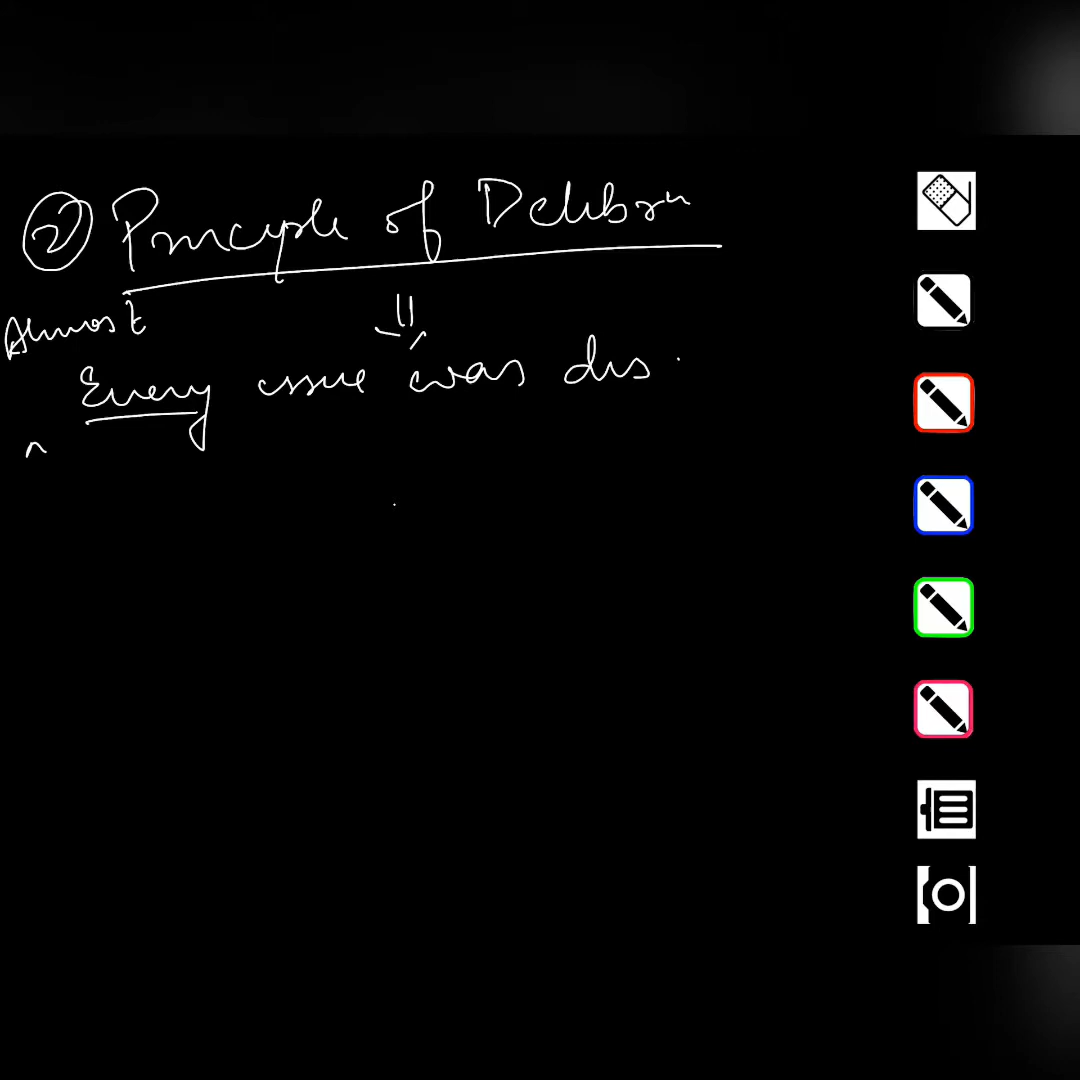 ② Principle of Delibrn
Almost
Every issue was dis.
^